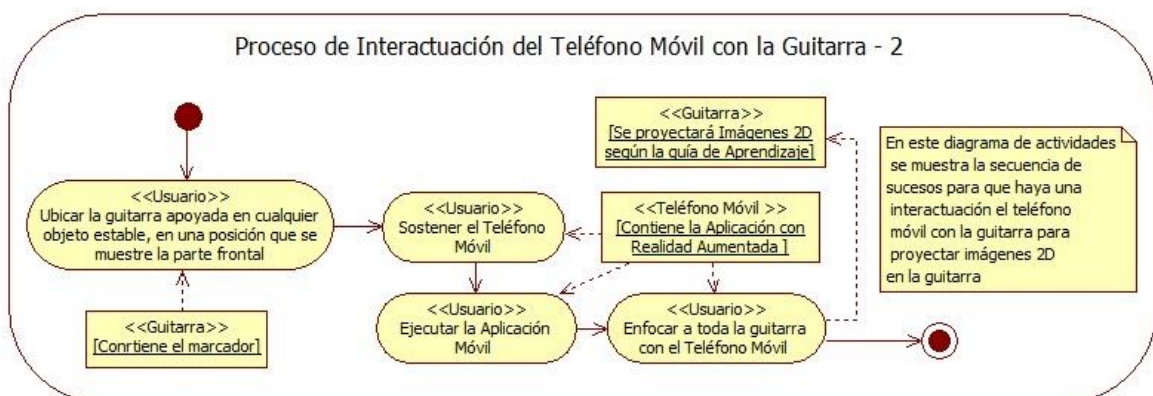 Proceso de Interactuación del Teléfono Móvil con la Guitarra - 2
<<Guitarra>>
[Se proyectará Imágenes 2D
según la guía de Aprendizaje]
En este diagrama de actividades
se muestra la secuencia de
sucesos para que haya una
interactuación el teléfono
móvil con la guitarra para
proyectar imágenes 2D
en la guitarra
<<Usuario>>
Ubicar la guitarra apoyada en cualquier
objeto estable, en una posición que se
muestre la parte frontal
<<Usuario>>
Sostener el Teléfono
Móvil
<<Teléfono Móvil >>
[Contiene la Aplicación con
Realidad Aumentada ]
<<Guitarra>>
[Conrtiene el marcador]
<<Usuario>>
Ejecutar la Aplicación
Móvil
<<Usuario>>
Enfocar a toda la guitarra
con el Teléfono Móvil